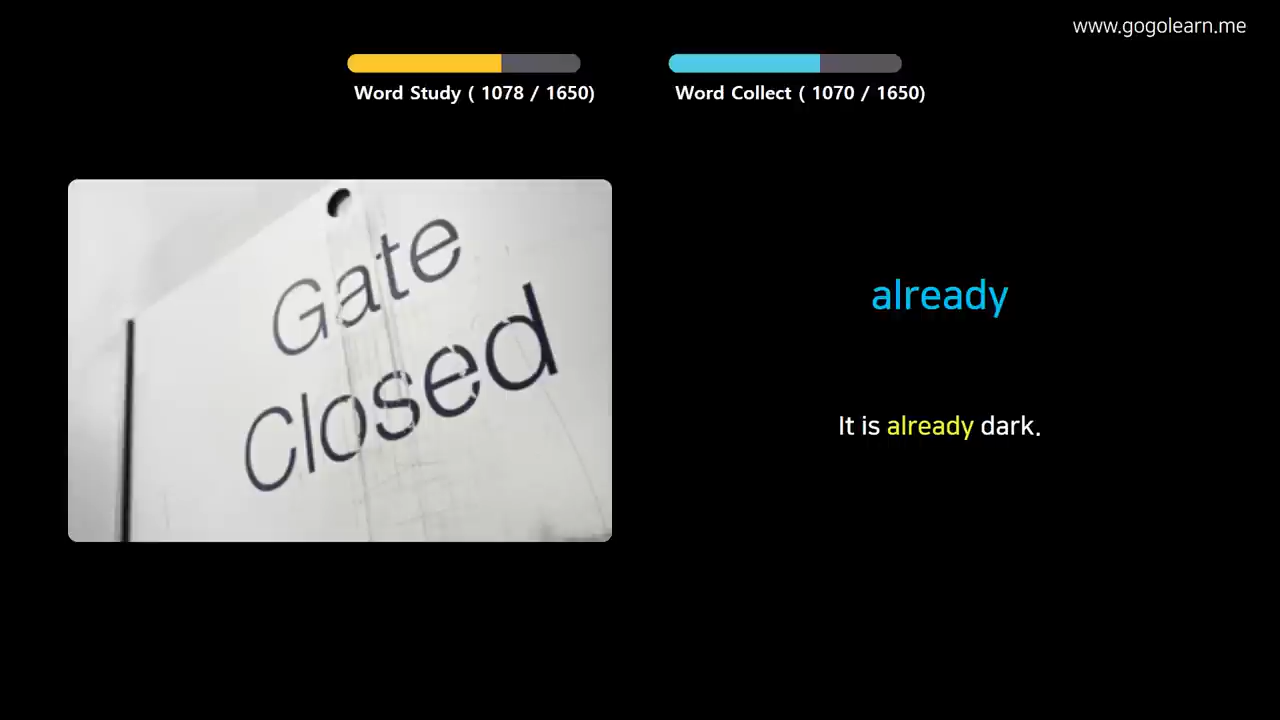 www.gogolearn.me
Word Study ( 1078 / 1650)
Word Collect ( 1070 / 1650)
Gate
Closed
already
It is already dark.